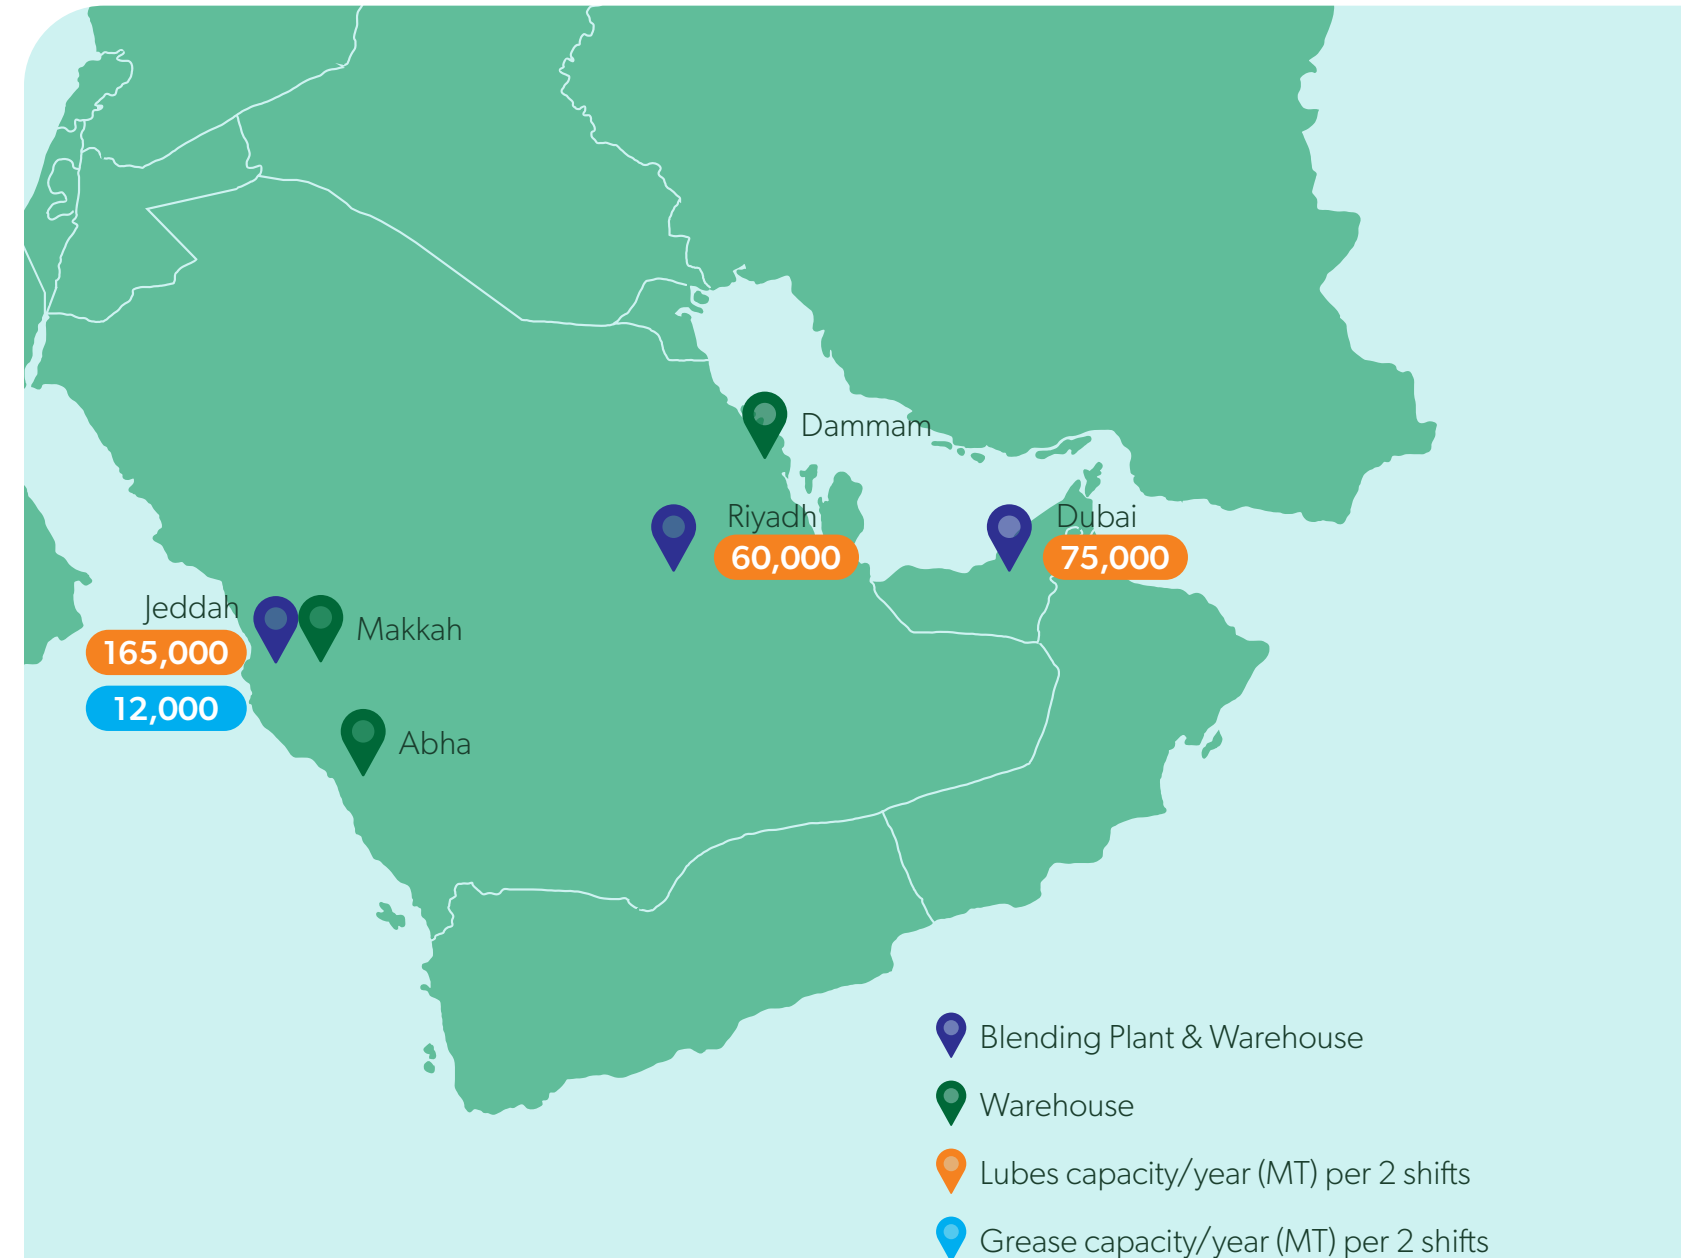 Dammam
Riyadh
60,000
Dubai
75,000
Jeddah
165,000
12,000
Makkah
Abha
Blending Plant & Warehouse
Warehouse
Lubes capacity/year (MT) per 2 shifts
Grease capacity/year (MT) per 2 shifts